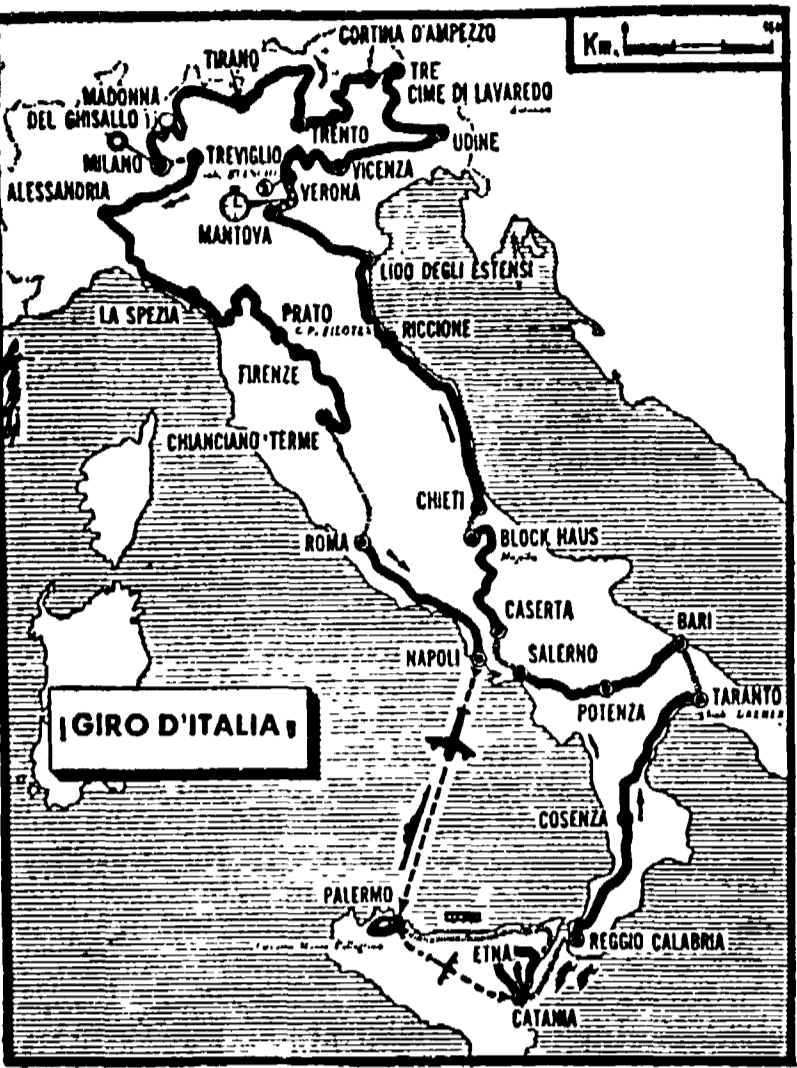 CORTINA D'AMPEZZO
Km.
TIRANO
TRE
CIME DI LAVAREDO
MADONNA
DEL GHISALLO
TRENTO
UDINE
MILANO
TREVIGLIO
VICENZA
ALESSANDRIA
VERONA
MANTOVA
LIDO DEGLI ESTENSI
LA SPEZIA
PRATO
RICCIONE
FIRENZE
CHIANCIANO TERME
CHIETI
ROMA
BLOCK HAUS
CASERTA
BARI
NAPOLI
SALERNO
TARANTO
POTENZA
GIRO D'ITALIA
COSENZA
PALERMO
ETNA
REGGIO CALABRIA
CATANIA